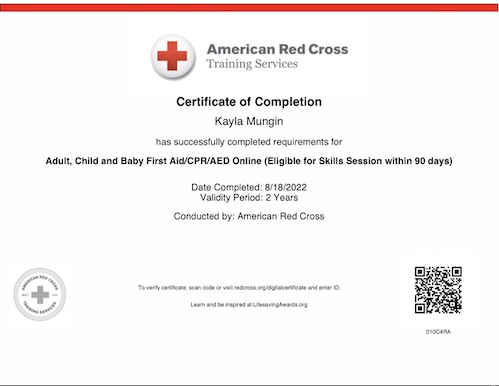 American Red Cross
Training Services
Certificate of Completion
Kayla Mungin
has successfully completed requirements for
Adult, Child and Baby First Aid/CPR/AED Online (Eligible for Skills Session within 90 days)
Date Completed: 8/18/2022
Validity Period: 2 Years
Conducted by: American Red Cross
AMERICAN RED CROSS
TRAINING SERVICES
To verify certificate, scan code or visit redcross.org/digitalcertificate and enter ID.
Learn and be inspired at LifesavingAwards.org
010C4RA